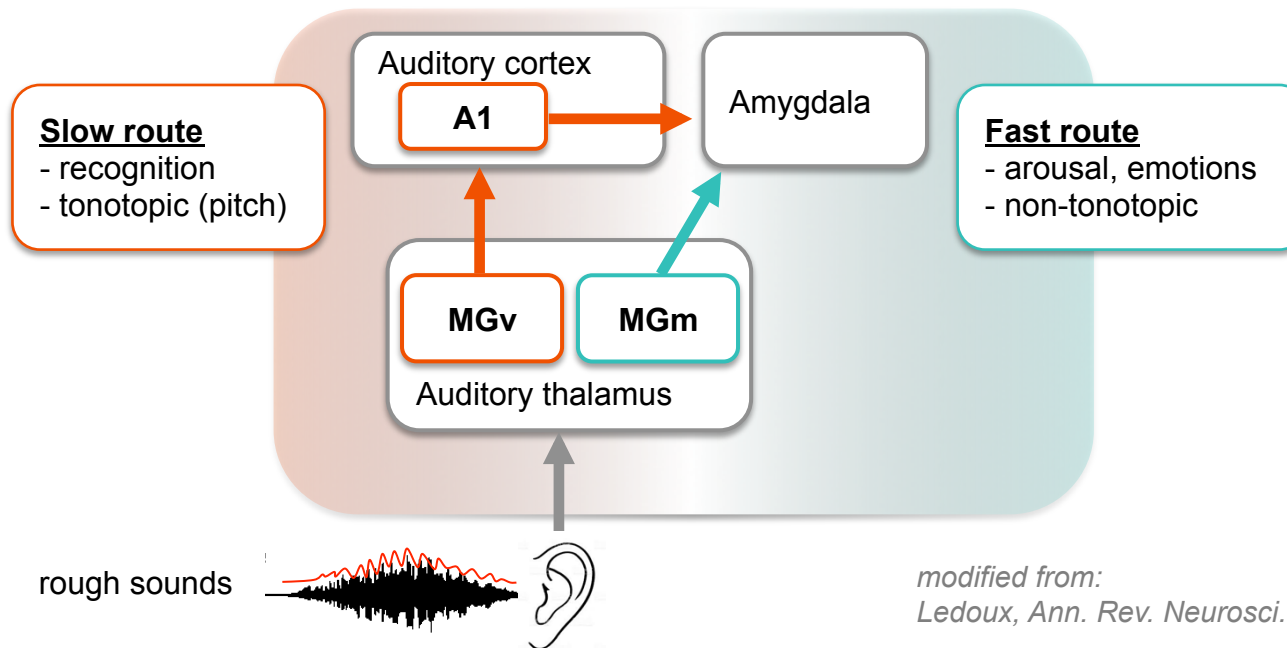 Auditory cortex
A1
Amygdala
Slow route
- recognition
- tonotopic (pitch)
Fast route
- arousal, emotions
- non-tonotopic
MGv
MGm
Auditory thalamus
rough sounds
modified from:
Ledoux, Ann. Rev. Neurosci.